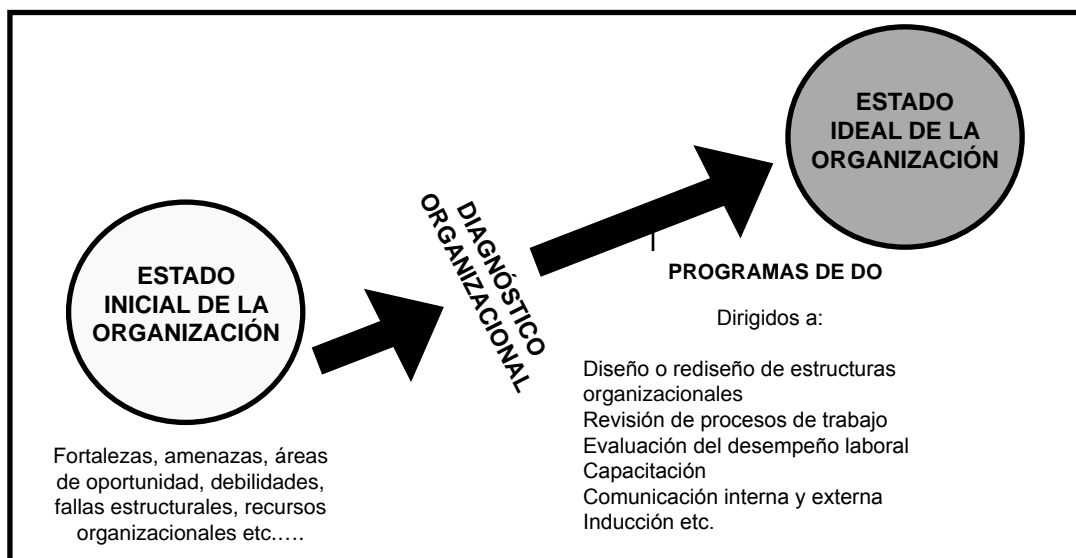 ESTADO
INICIAL DE LA
ORGANIZACIÓN
Fortalezas, amenazas, áreas
de oportunidad, debilidades,
fallas estructurales, recursos
organizacionales etc.....
DIAGNÓSTICO
ORGANIZACIONAL
ESTADO
IDEAL DE LA
ORGANIZACIÓN
PROGRAMAS DE DO
Dirigidos a:
Diseño o rediseño de estructuras
organizacionales
Revisión de procesos de trabajo
Evaluación del desempeño laboral
Capacitación
Comunicación interna y externa
Inducción etc.